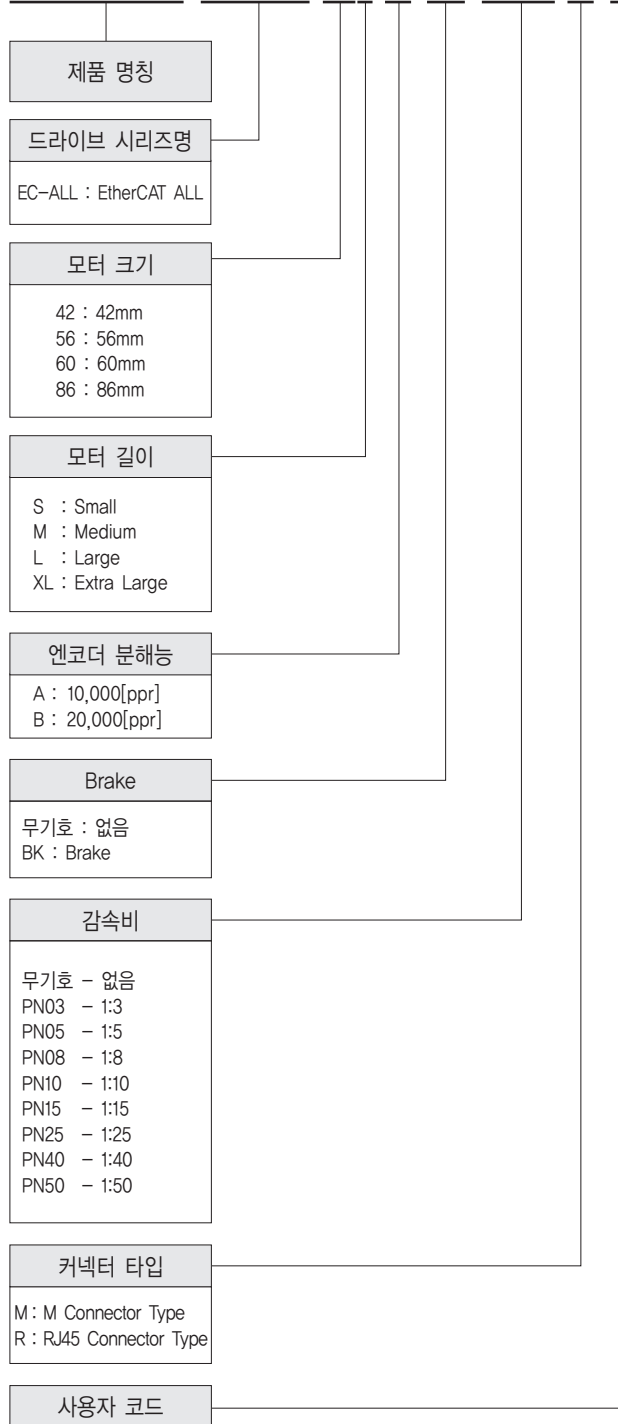 제품 명칭
드라이브 시리즈명
EC-ALL : EtherCAT ALL
모터 크기
42 : 42mm
56 : 56mm
60 : 60mm
86 : 86mm
모터 길이
S : Small
M : Medium
L : Large
XL : Extra Large
엔코더 분해능
A : 10,000[ppr]
B : 20,000[ppr]
Brake
무기호 : 없음
BK : Brake
감속비
무기호 - 없음
PN03 - 1:3
PN05 - 1:5
PN08 - 1:8
PN10 - 1:10
PN15 - 1:15
PN25 - 1:25
PN40 - 1:40
PN50 - 1:50
커넥터 타입
M : M Connector Type
R : RJ45 Connector Type
사용자 코드